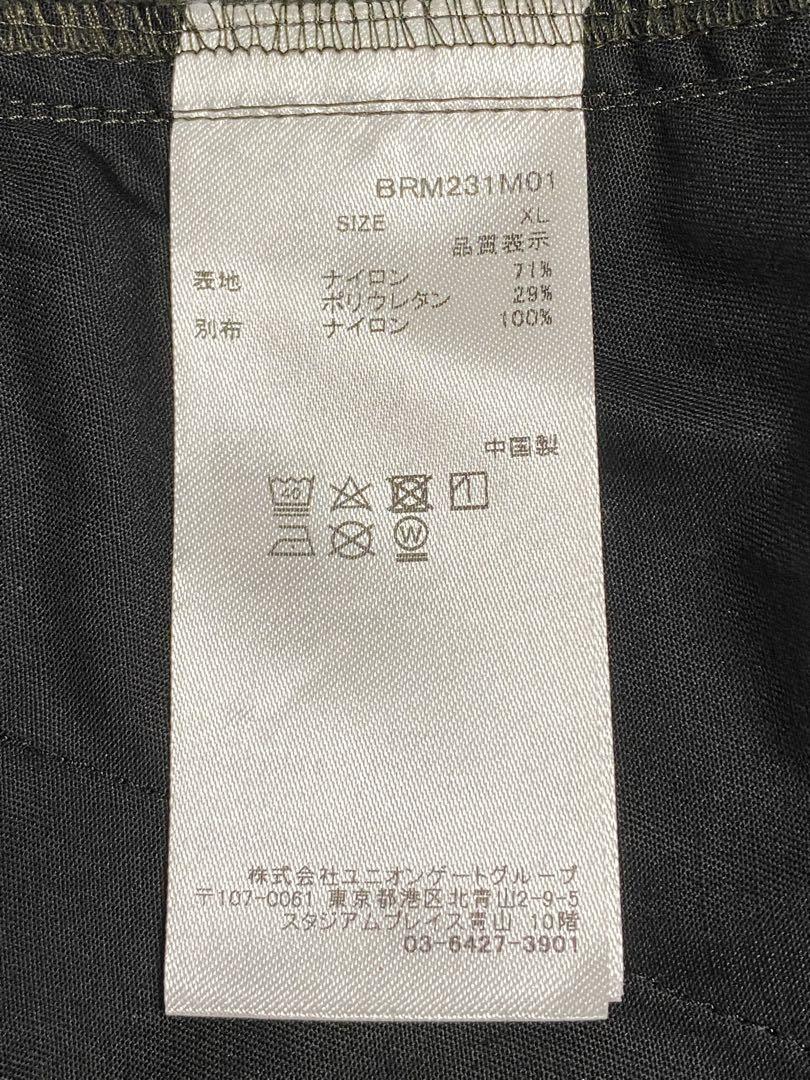 BRM231M01
SIZE XL
品質表示
表地 ナイロン 71%
ポリウレタン 29%
別布 ナイロン 100%
中国製
40
W
株式会社ユニオンゲートグループ
〒107-0061 東京都港区北青山2-9-5
スタジアムプレイス青山 10階
03-6427-3901